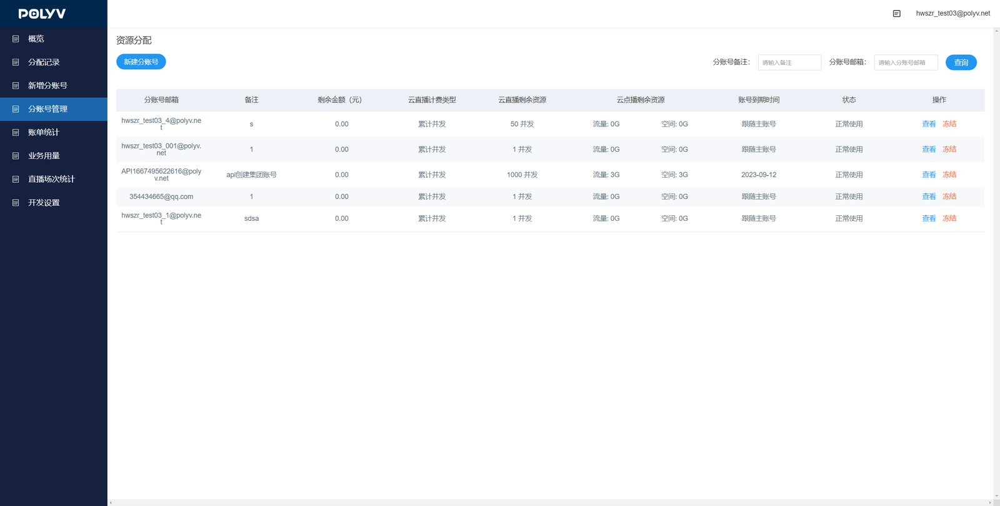 POLYV
hwszr_test03@polyv.net
概览
分配记录
新增分账号
分账号管理
账单统计
业务用量
直播场次统计
开发设置
资源分配
新建分账号
分账号备注: 请输入备注 分账号邮箱: 请输入分账号邮箱 查询
分账号邮箱 备注 剩余金额（元） 云直播计费类型 云直播剩余资源 云点播剩余资源 账号到期时间 状态 操作
hwszr_test03_4@polyv.ne
t s 0.00 累计并发 50 并发 流量: 0G 空间: 0G 跟随主账号 正常使用 查看 冻结
hwszr_test03_001@polyv.
net 1 0.00 累计并发 1 并发 流量: 0G 空间: 0G 跟随主账号 正常使用 查看 冻结
API1667495622616@poly
v.net api创建集团账号 0.00 累计并发 1000 并发 流量: 3G 空间: 3G 2023-09-12 正常使用 查看 冻结
354434665@qq.com 1 0.00 累计并发 1 并发 流量: 0G 空间: 0G 跟随主账号 正常使用 查看 冻结
hwszr_test03_1@polyv.ne
t sdsa 0.00 累计并发 1 并发 流量: 0G 空间: 0G 跟随主账号 正常使用 查看 冻结